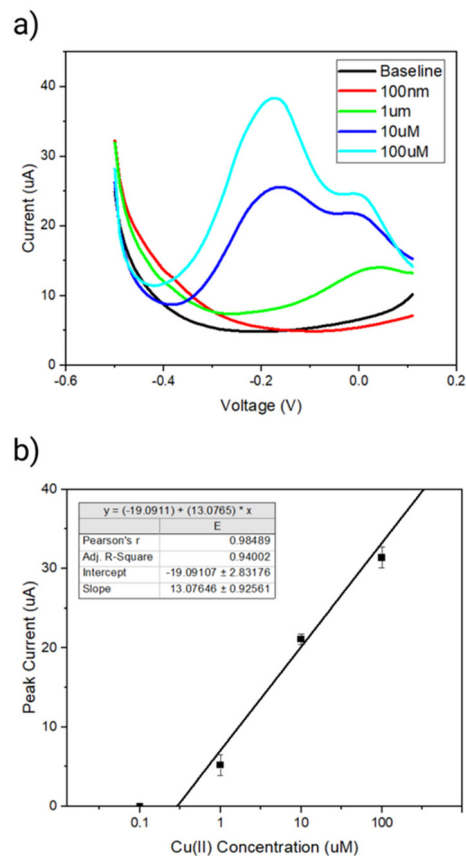 a)
Baseline
100nm
1um
10uM
100uM
40
30
20
10
0
Current (uA)
-0.6
-0.4
-0.2
0.0
0.2
Voltage (V)
b)
y = (-19.0911) + (13.0765) * x
E
Pearson's r 0.98489
Adj. R-Square 0.94002
Intercept -19.09107 ± 2.83176
Slope 13.07646 ± 0.92561
40
30
20
10
0
Peak Current (uA)
0.1
1
10
100
Cu(II) Concentration (uM)